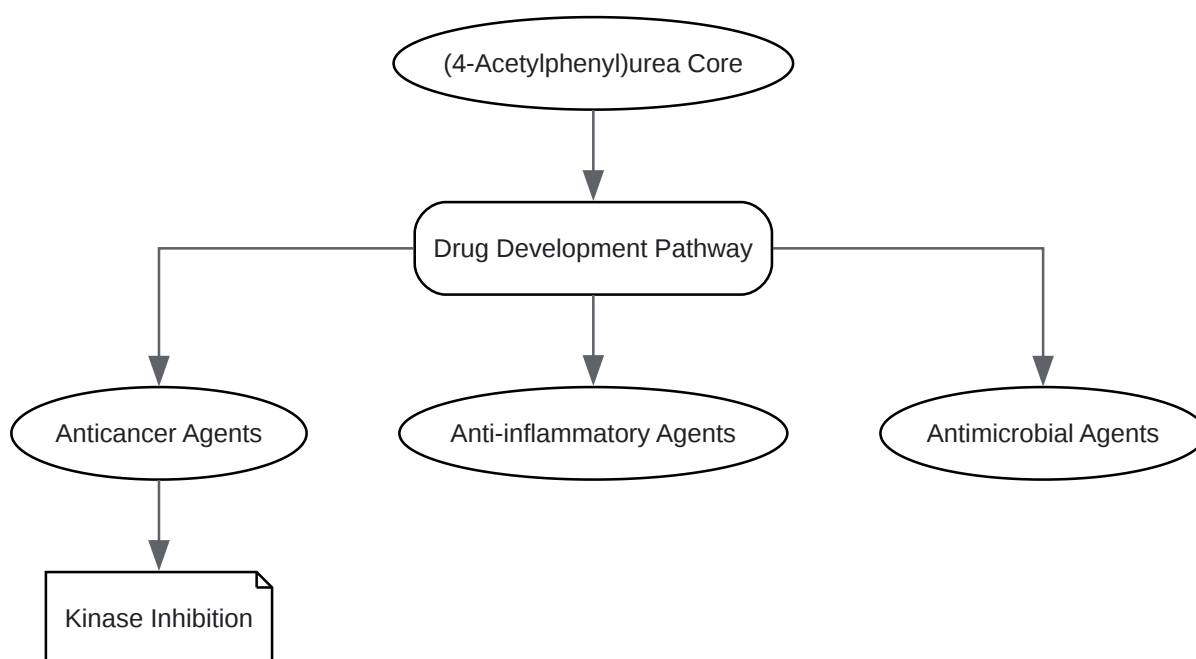 (4-Acetylphenyl)urea Core
Drug Development Pathway
Anticancer Agents
Anti-inflammatory Agents
Antimicrobial Agents
Kinase Inhibition